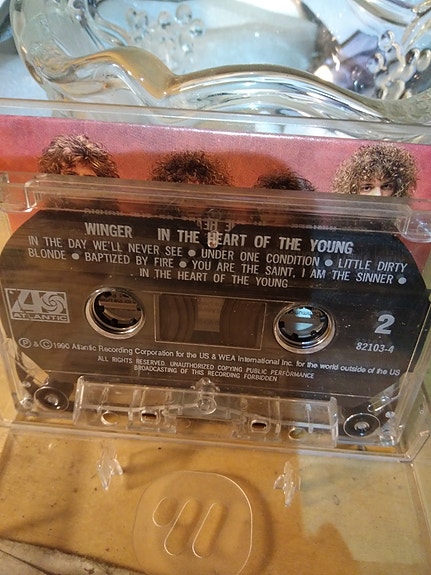 WINGER IN THE HEART OF THE YOUNG
IN THE DAY WE'LL NEVER SEE ● UNDER ONE CONDITION ● LITTLE DIRTY
BLONDE ● BAPTIZED BY FIRE ● YOU ARE THE SAINT, I AM THE SINNER ●
IN THE HEART OF THE YOUNG
ATLANTIC
2
82103-4
℗ & © 1990 Atlantic Recording Corporation for the US & WEA International Inc. for the world outside of the US
ALL RIGHTS RESERVED. UNAUTHORIZED COPYING PUBLIC PERFORMANCE
BROADCASTING OF THIS RECORDING FORBIDDEN